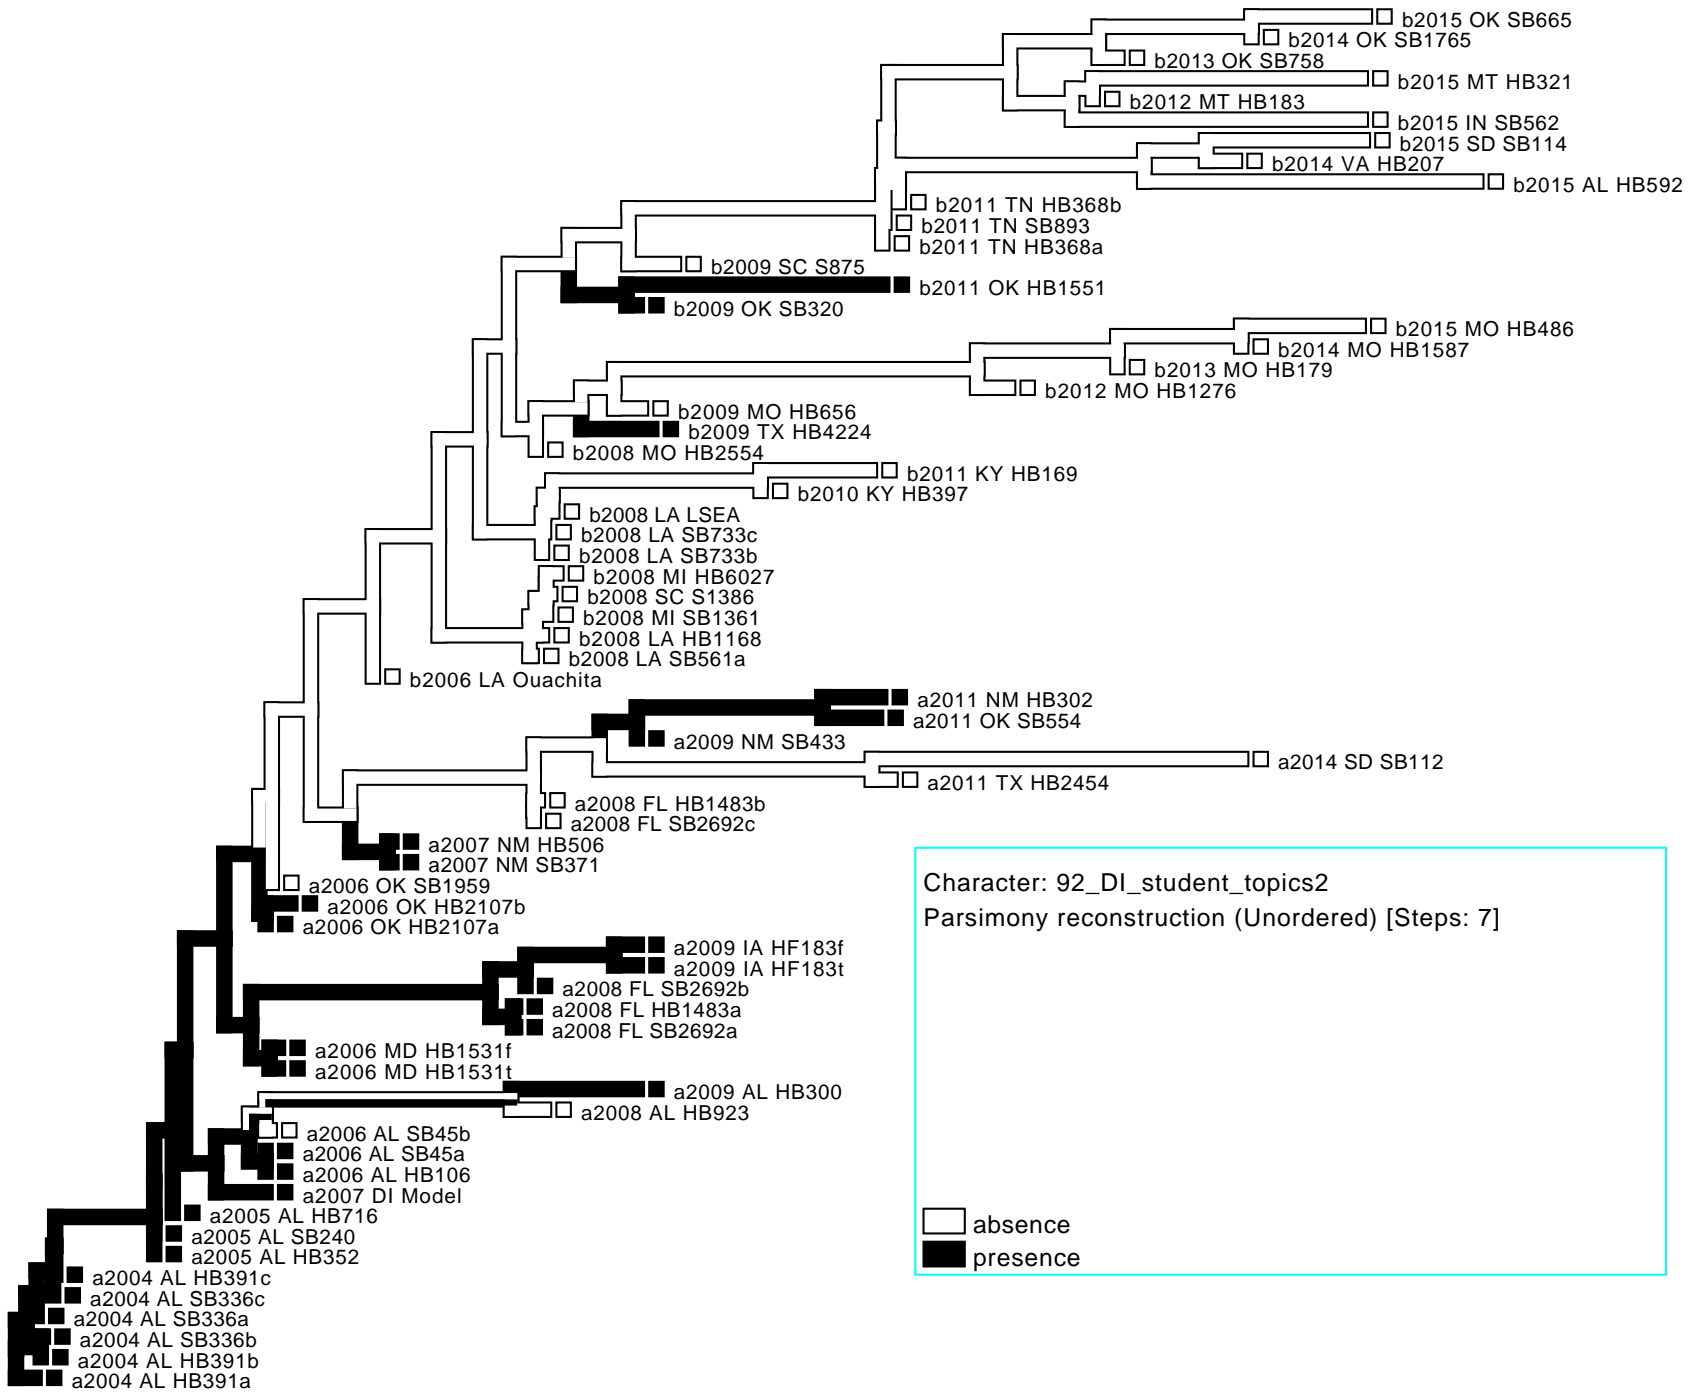 b2015 OK SB665
b2014 OK SB1765
b2013 OK SB758
b2015 MT HB321
b2012 MT HB183
b2015 IN SB562
b2015 SD SB114
b2014 VA HB207
b2015 AL HB592
b2011 TN HB368b
b2011 TN SB893
b2011 TN HB368a
b2009 SC S875
b2011 OK HB1551
b2009 OK SB320
b2015 MO HB486
b2014 MO HB1587
b2013 MO HB179
b2012 MO HB1276
b2009 MO HB656
b2009 TX HB4224
b2008 MO HB2554
b2011 KY HB169
b2010 KY HB397
b2008 LA LSEA
b2008 LA SB733c
b2008 LA SB733b
b2008 MI HB6027
b2008 SC S1386
b2008 MI SB1361
b2008 LA HB1168
b2008 LA SB561a
b2006 LA Ouachita
a2011 NM HB302
a2011 OK SB554
a2009 NM SB433
a2014 SD SB112
a2011 TX HB2454
a2008 FL HB1483b
a2008 FL SB2692c
a2007 NM HB506
a2007 NM SB371
a2006 OK SB1959
a2006 OK HB2107b
a2006 OK HB2107a
a2009 IA HF183f
a2009 IA HF183t
a2008 FL SB2692b
a2008 FL HB1483a
a2008 FL SB2692a
a2006 MD HB1531f
a2006 MD HB1531t
a2009 AL HB300
a2008 AL HB923
a2006 AL SB45b
a2006 AL SB45a
a2006 AL HB106
a2007 DI Model
a2005 AL HB716
a2005 AL SB240
a2005 AL HB352
a2004 AL HB391c
a2004 AL SB336c
a2004 AL SB336a
a2004 AL SB336b
a2004 AL HB391b
a2004 AL HB391a
Character: 92_DI_student_topics2
Parsimony reconstruction (Unordered) [Steps: 7]
absence
presence